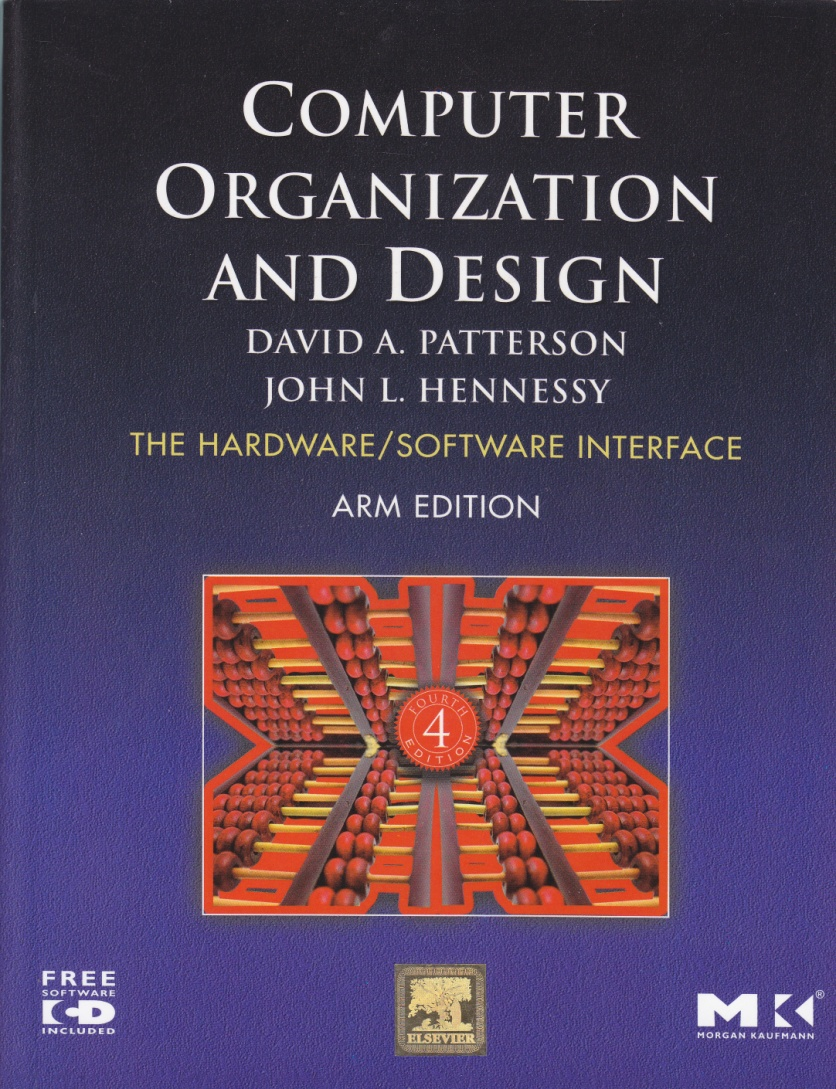 COMPUTER
ORGANIZATION
AND DESIGN
DAVID A. PATTERSON
JOHN L. HENNESSY
THE HARDWARE/SOFTWARE INTERFACE
ARM EDITION
FOURTH
4
EDITION
FREE
SOFTWARE
CD
INCLUDED
ELSEVIER
MK®
MORGAN KAUFMANN